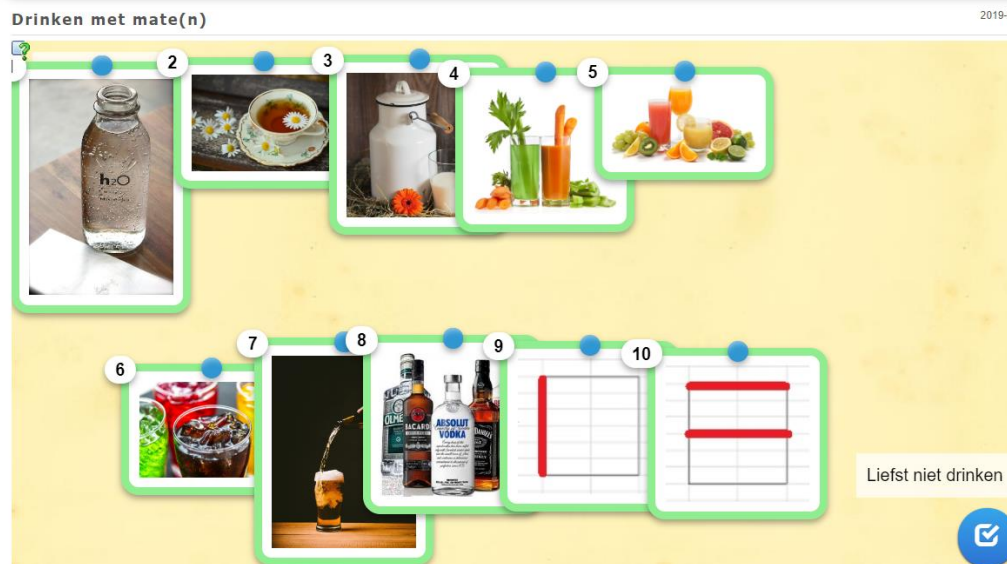 Drinken met mate(n)
2019-
2
3
4
5
h2O
6
7
8
9
10
BACARDI
ABSOLUT
VODKA
Liefst niet drinken